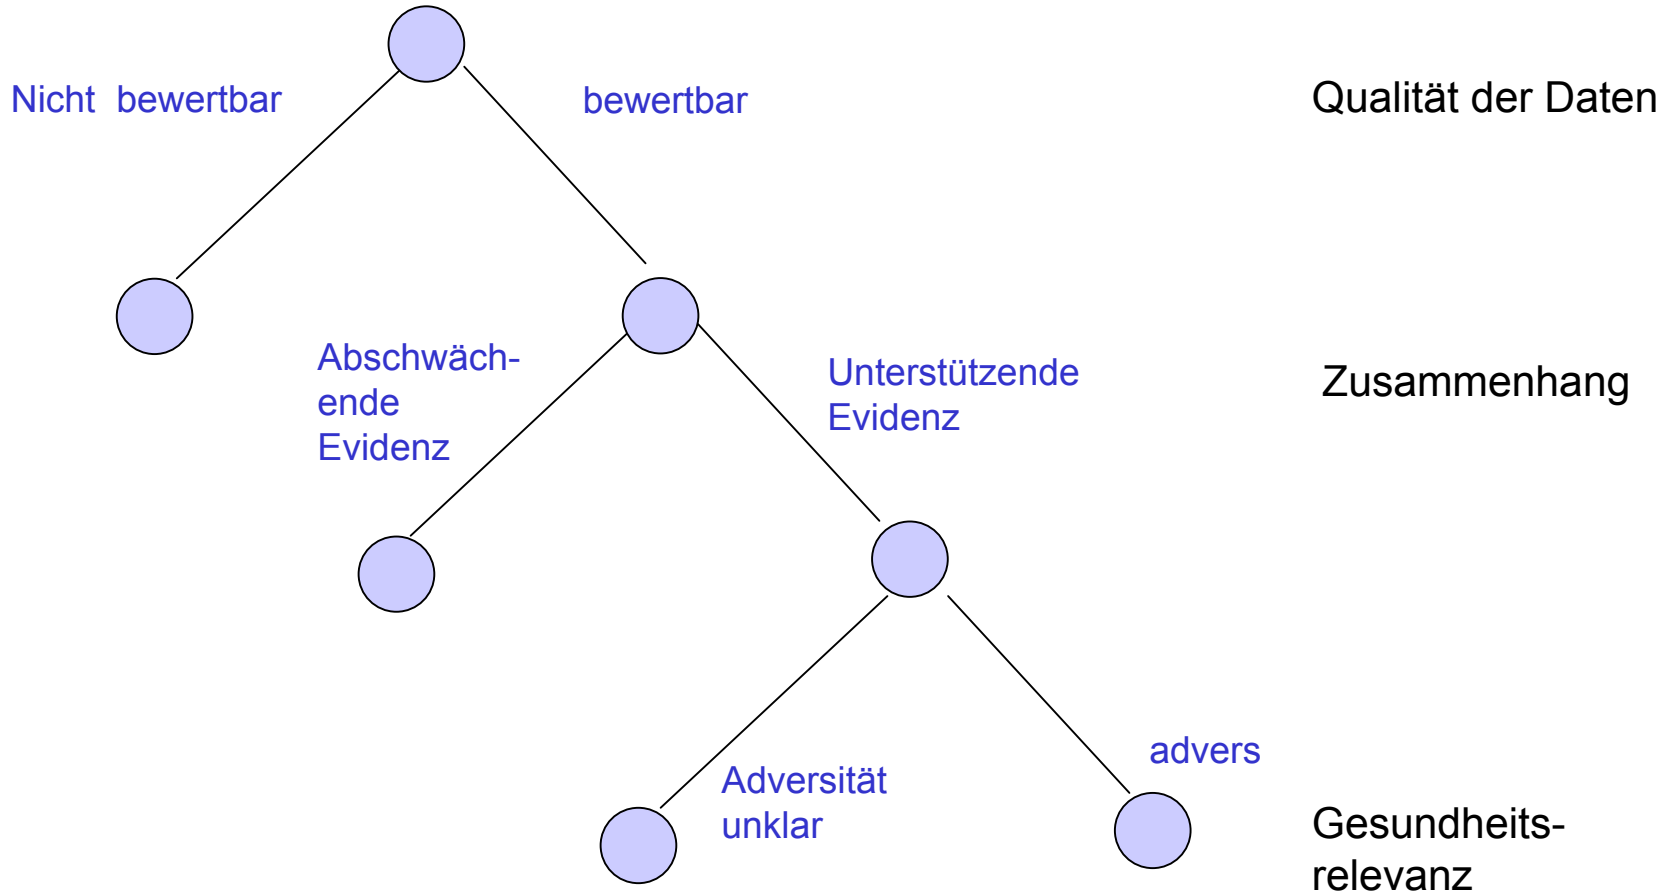 Nicht bewertbar
bewertbar
Qualität der Daten
Abschwäch-
ende
Evidenz
Unterstützende
Evidenz
Zusammenhang
Adversität
unklar
advers
Gesundheits-
relevanz